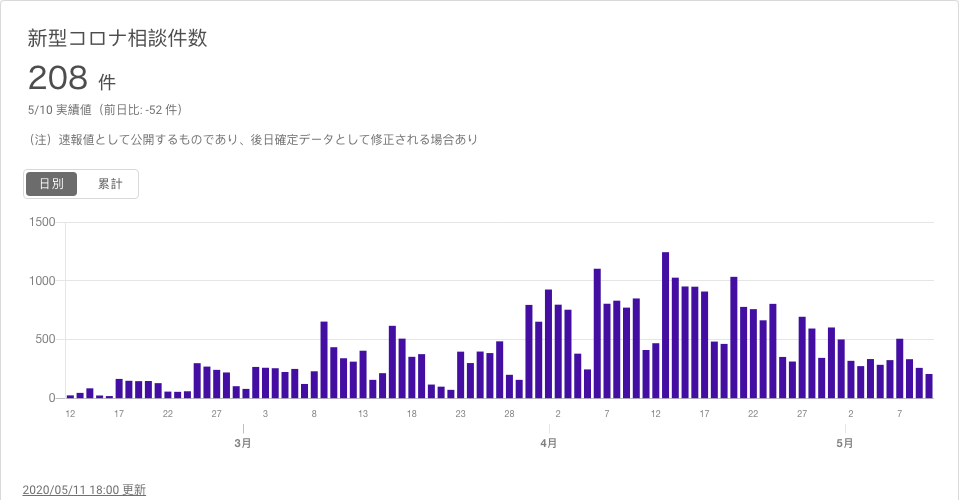 新型コロナ相談件数
208 件
5/10 実績値（前日比: -52 件）
（注）速報値として公開するものであり、後日確定データとして修正される場合あり
日別 累計
1500
1000
500
0
12 17 22 27 3 8 13 18 23 28 2 7 12 17 22 27 2 7
3月 4月 5月
2020/05/11 18:00 更新